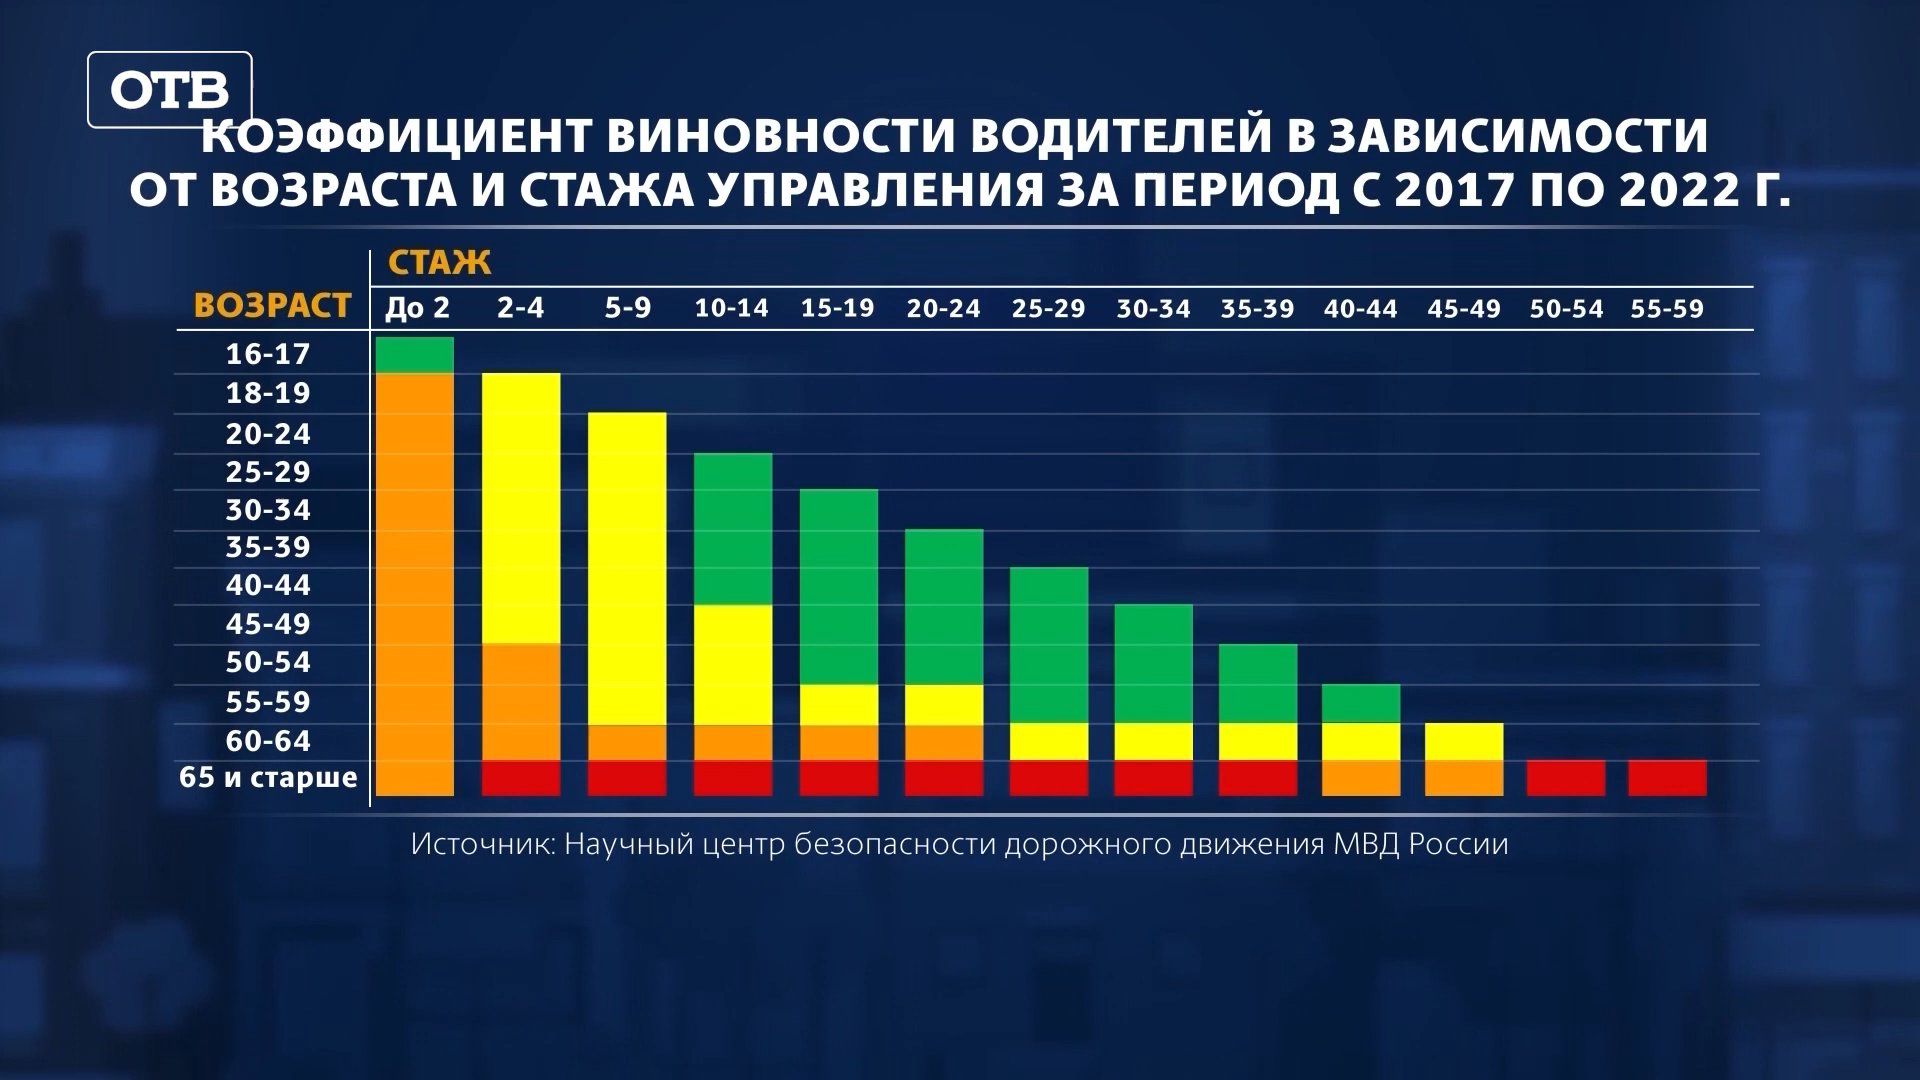 ОТВ
КОЭФФИЦИЕНТ ВИНОВНОСТИ ВОДИТЕЛЕЙ В ЗАВИСИМОСТИ
ОТ ВОЗРАСТА И СТАЖА УПРАВЛЕНИЯ ЗА ПЕРИОД С 2017 ПО 2022 Г.
СТАЖ
ВОЗРАСТ До 2 2-4 5-9 10-14 15-19 20-24 25-29 30-34 35-39 40-44 45-49 50-54 55-59
16-17
18-19
20-24
25-29
30-34
35-39
40-44
45-49
50-54
55-59
60-64
65 и старше
Источник: Научный центр безопасности дорожного движения МВД России